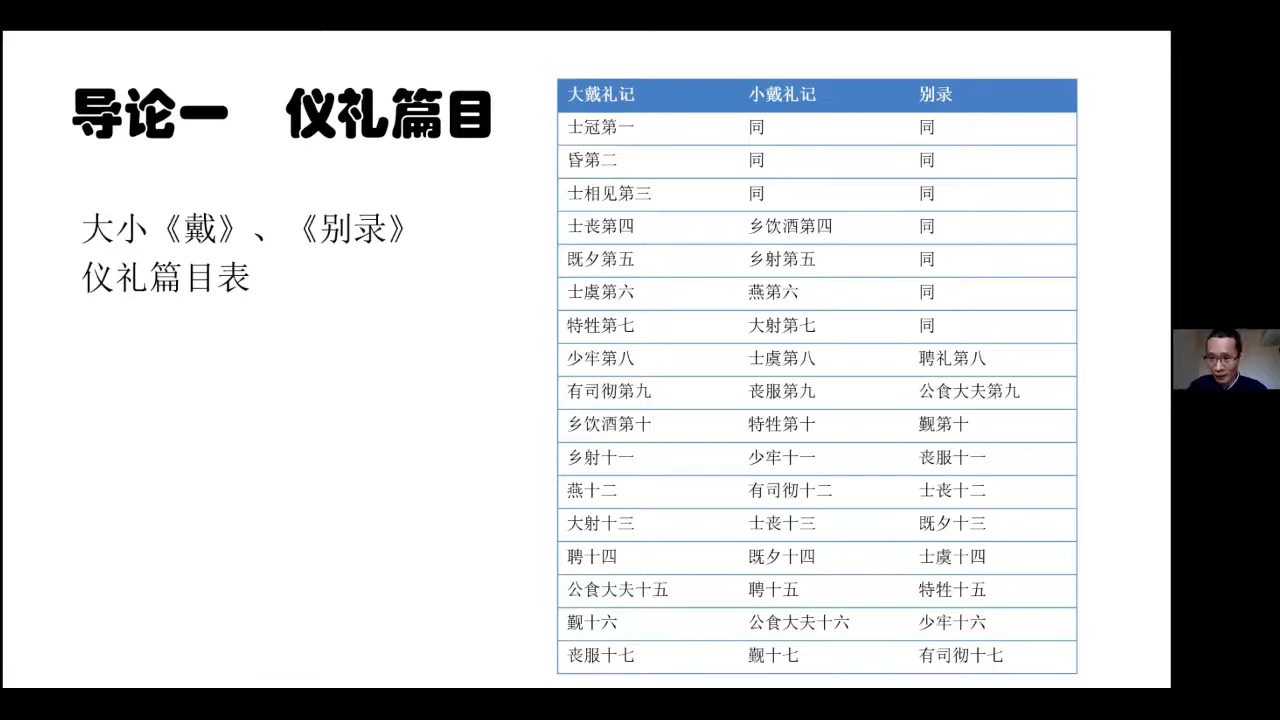 导论一 仪礼篇目
大小《戴》、《别录》
仪礼篇目表
大戴礼记 小戴礼记 别录
士冠第一 同 同
昏第二 同 同
士相见第三 同 同
士丧第四 乡饮酒第四 同
既夕第五 乡射第五 同
士虞第六 燕第六 同
特牲第七 大射第七 同
少牢第八 士虞第八 聘礼第八
有司彻第九 丧服第九 公食大夫第九
乡饮酒第十 特牲第十 觐第十
乡射十一 少牢十一 丧服十一
燕十二 有司彻十二 士丧十二
大射十三 士丧十三 既夕十三
聘十四 既夕十四 士虞十四
公食大夫十五 聘十五 特牲十五
觐十六 公食大夫十六 少牢十六
丧服十七 觐十七 有司彻十七